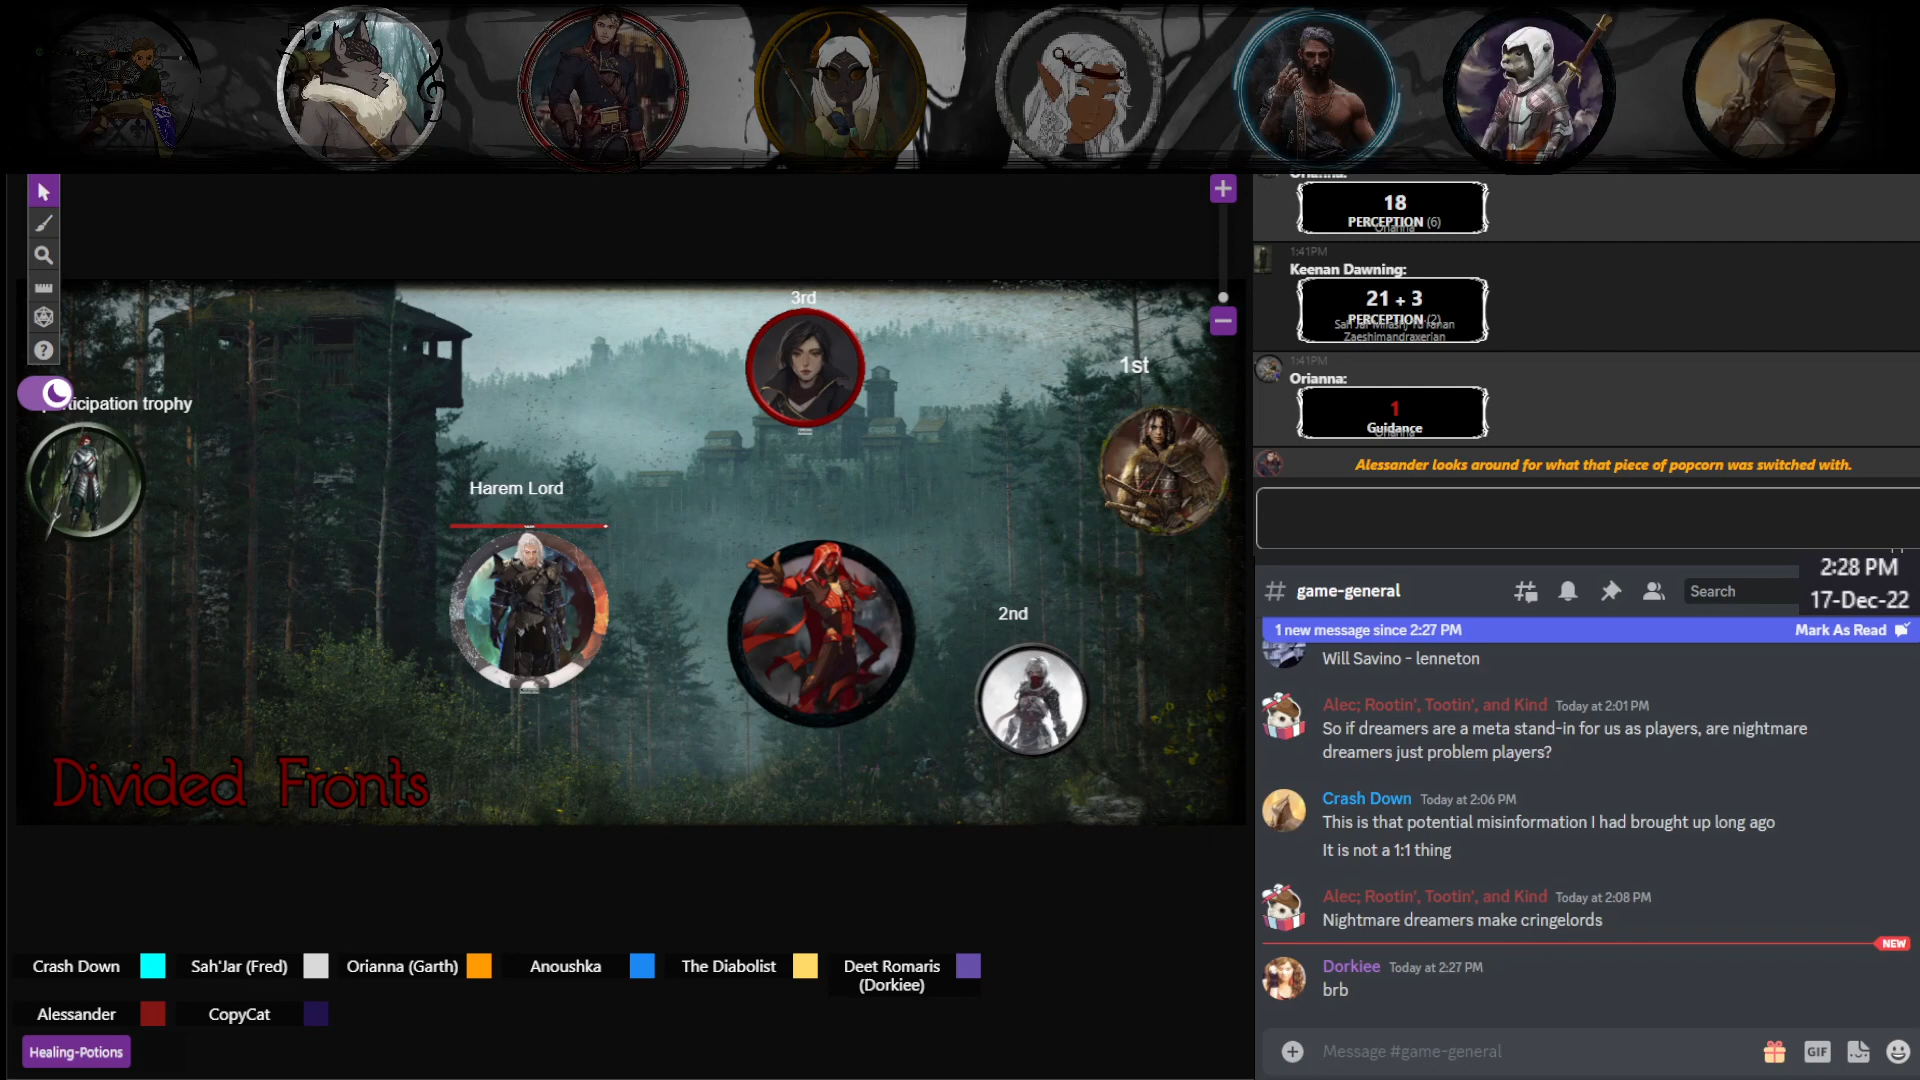 3rd
1st
ticipation trophy
Harem Lord
2nd
Divided Fronts
Crash Down
Sah'Jar (Fred)
Orianna (Garth)
Anoushka
The Diabolist
Deet Romaris
(Dorkiee)
Alessander
CopyCat
Healing-Potions
Orianna:
18
PERCEPTION (6)
Orianna
1:41PM
Keenan Dawning:
21 + 3
PERCEPTION (2)
Zaeshimandraxerian
1:41PM
Orianna:
1
Guidance
Orianna
Alessander looks around for what that piece of popcorn was switched with.
game-general
Search
2:28 PM
17-Dec-22
1 new message since 2:27 PM
Mark As Read
Will Savino - lenneton
Alec; Rootin', Tootin', and Kind Today at 2:01 PM
So if dreamers are a meta stand-in for us as players, are nightmare
dreamers just problem players?
Crash Down Today at 2:06 PM
This is that potential misinformation I had brought up long ago
It is not a 1:1 thing
Alec; Rootin', Tootin', and Kind Today at 2:08 PM
Nightmare dreamers make cringelords
NEW
Dorkiee Today at 2:27 PM
brb
Message #game-general
GIF